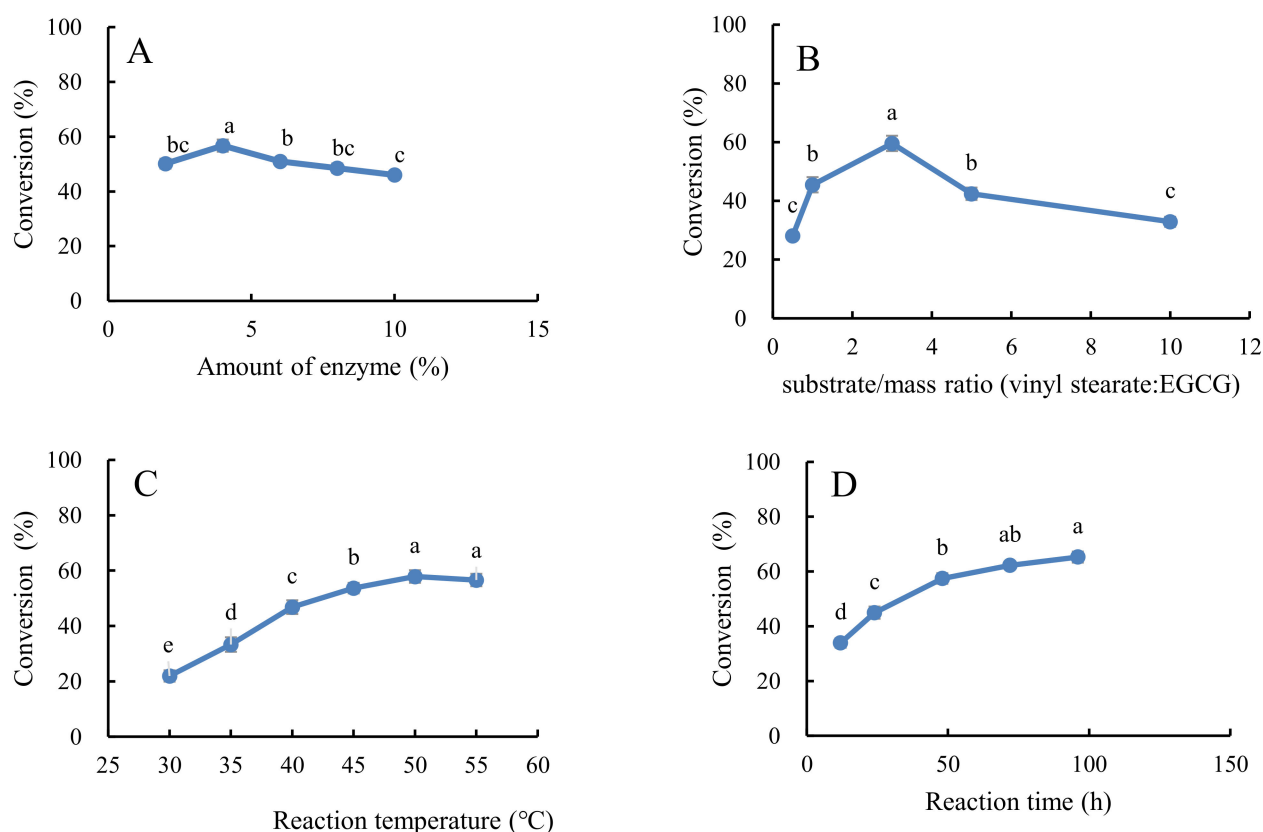 A
Conversion (%)
100
80
60
40
20
0
bc
a
b
bc
c
0
5
10
15
Amount of enzyme (%)
B
Conversion (%)
100
80
60
40
20
0
c
b
a
b
c
0
2
4
6
8
10
12
substrate/mass ratio (vinyl stearate:EGCG)
C
Conversion (%)
100
80
60
40
20
0
e
d
c
b
a
a
25
30
35
40
45
50
55
60
Reaction temperature (℃)
D
Conversion (%)
100
80
60
40
20
0
d
c
b
ab
a
0
50
100
150
Reaction time (h)